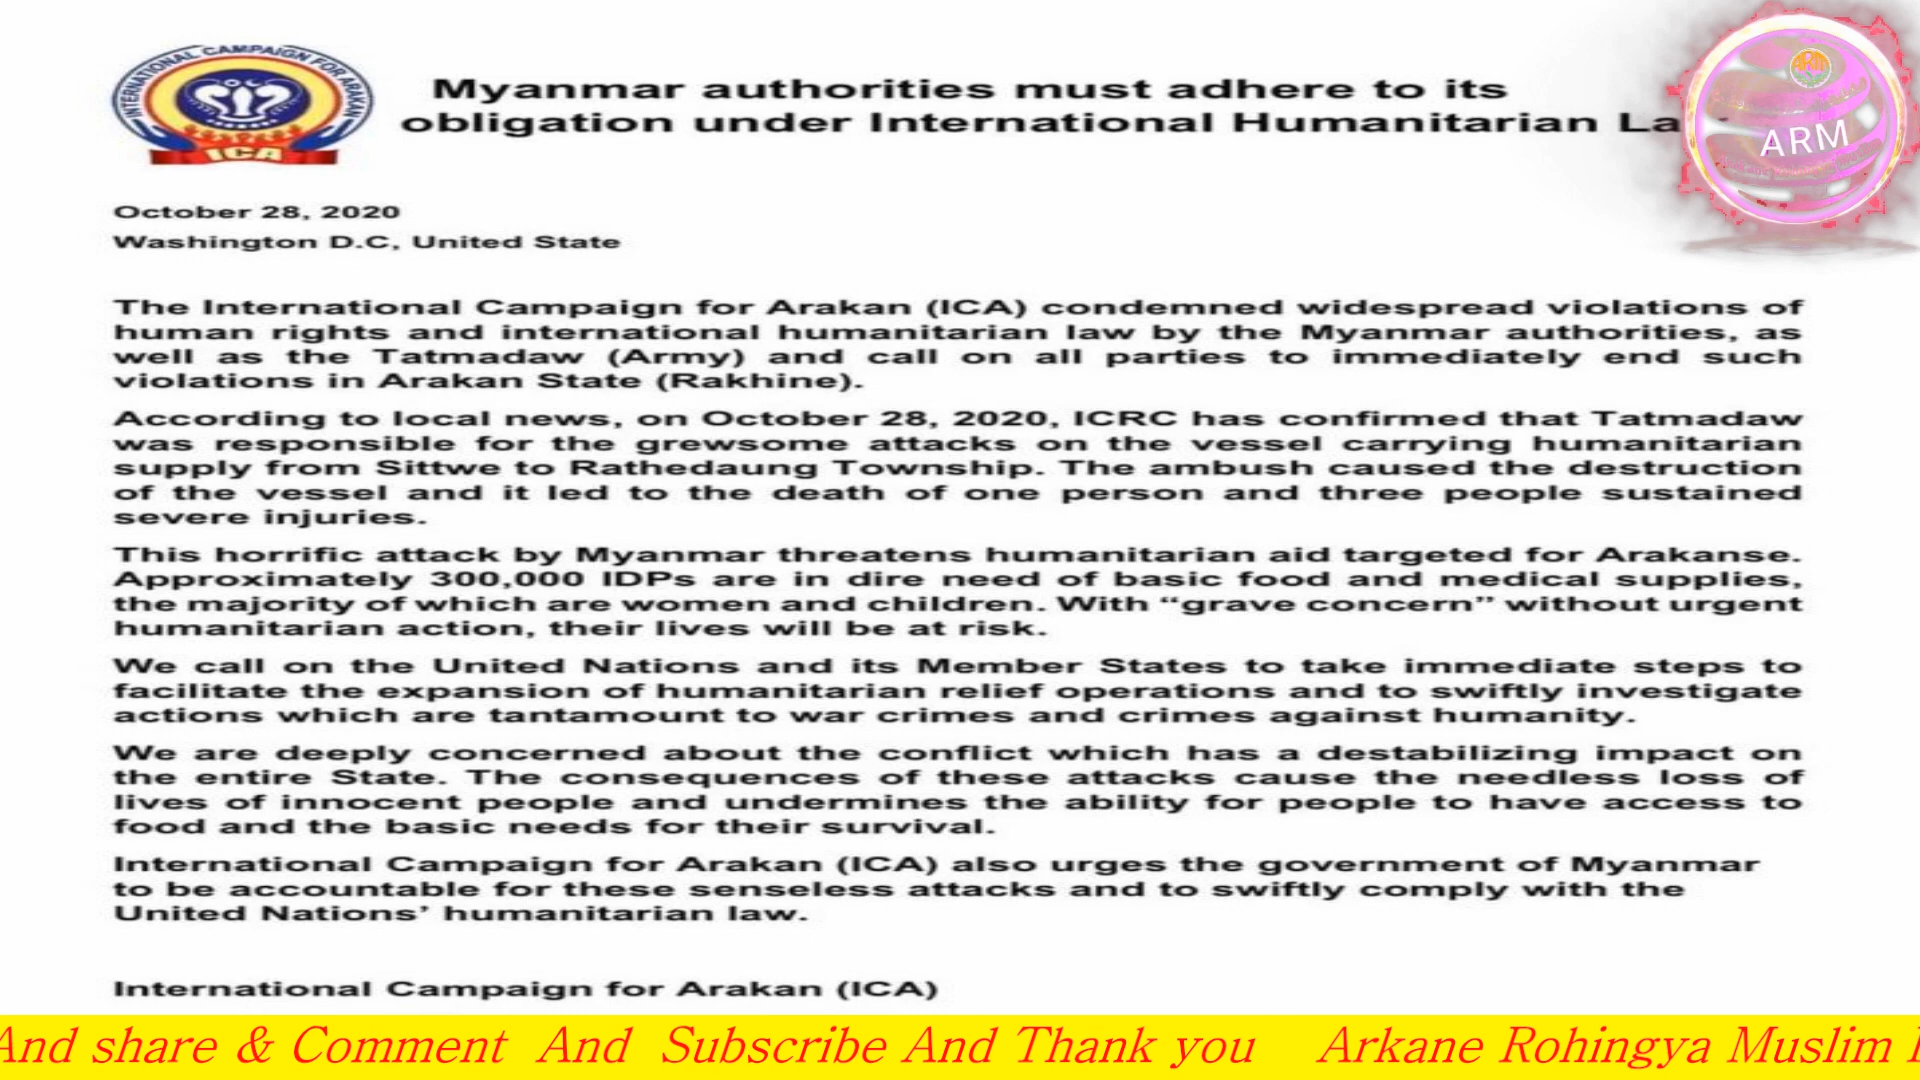 INTERNATIONAL CAMPAIGN FOR ARAKAN
ICA
Myanmar authorities must adhere to its
obligation under International Humanitarian La
ARM
October 28, 2020
Washington D.C, United State
The International Campaign for Arakan (ICA) condemned widespread violations of
human rights and international humanitarian law by the Myanmar authorities, as
well as the Tatmadaw (Army) and call on all parties to immediately end such
violations in Arakan State (Rakhine).
According to local news, on October 28, 2020, ICRC has confirmed that Tatmadaw
was responsible for the grewsome attacks on the vessel carrying humanitarian
supply from Sittwe to Rathedaung Township. The ambush caused the destruction
of the vessel and it led to the death of one person and three people sustained
severe injuries.
This horrific attack by Myanmar threatens humanitarian aid targeted for Arakanse.
Approximately 300,000 IDPs are in dire need of basic food and medical supplies,
the majority of which are women and children. With “grave concern” without urgent
humanitarian action, their lives will be at risk.
We call on the United Nations and its Member States to take immediate steps to
facilitate the expansion of humanitarian relief operations and to swiftly investigate
actions which are tantamount to war crimes and crimes against humanity.
We are deeply concerned about the conflict which has a destabilizing impact on
the entire State. The consequences of these attacks cause the needless loss of
lives of innocent people and undermines the ability for people to have access to
food and the basic needs for their survival.
International Campaign for Arakan (ICA) also urges the government of Myanmar
to be accountable for these senseless attacks and to swiftly comply with the
United Nations’ humanitarian law.
International Campaign for Arakan (ICA)
And share & Comment And Subscribe And Thank you Arkane Rohingya Muslim